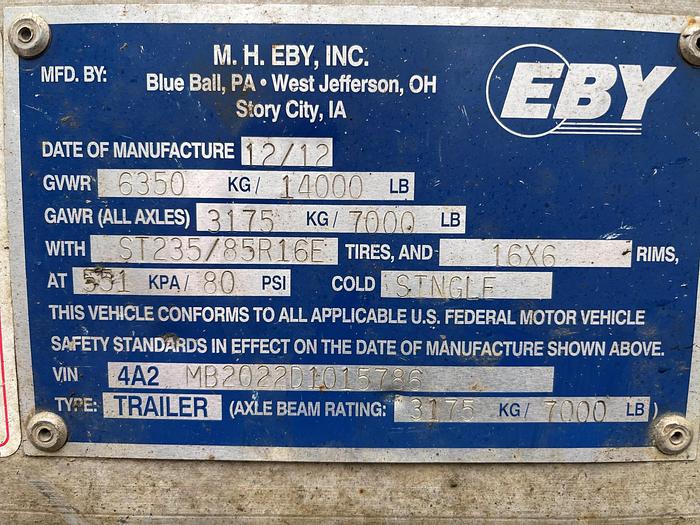 M. H. EBY, INC.
MFD. BY: Blue Ball, PA • West Jefferson, OH
Story City, IA
EBY
DATE OF MANUFACTURE 12/12
GVWR 6350 KG/ 14000 LB
GAWR (ALL AXLES) 3175 KG/ 7000 LB
WITH ST235/85R16E TIRES, AND 16X6 RIMS,
AT 551 KPA/ 80 PSI COLD SINGLE
THIS VEHICLE CONFORMS TO ALL APPLICABLE U.S. FEDERAL MOTOR VEHICLE
SAFETY STANDARDS IN EFFECT ON THE DATE OF MANUFACTURE SHOWN ABOVE.
VIN 4A2 MB2022D1015786
TYPE: TRAILER (AXLE BEAM RATING: 3175 KG/ 7000 LB )